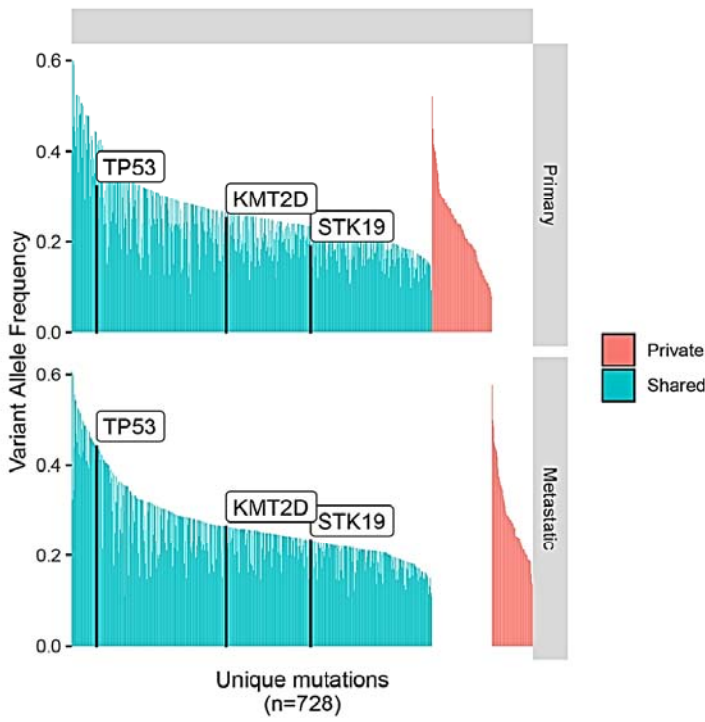 0.6
0.4
0.2
0.0
TP53
KMT2D
STK19
Primary
Variant Allele Frequency
Private
Shared
0.6
0.4
0.2
0.0
TP53
KMT2D
STK19
Metastatic
Unique mutations
(n=728)